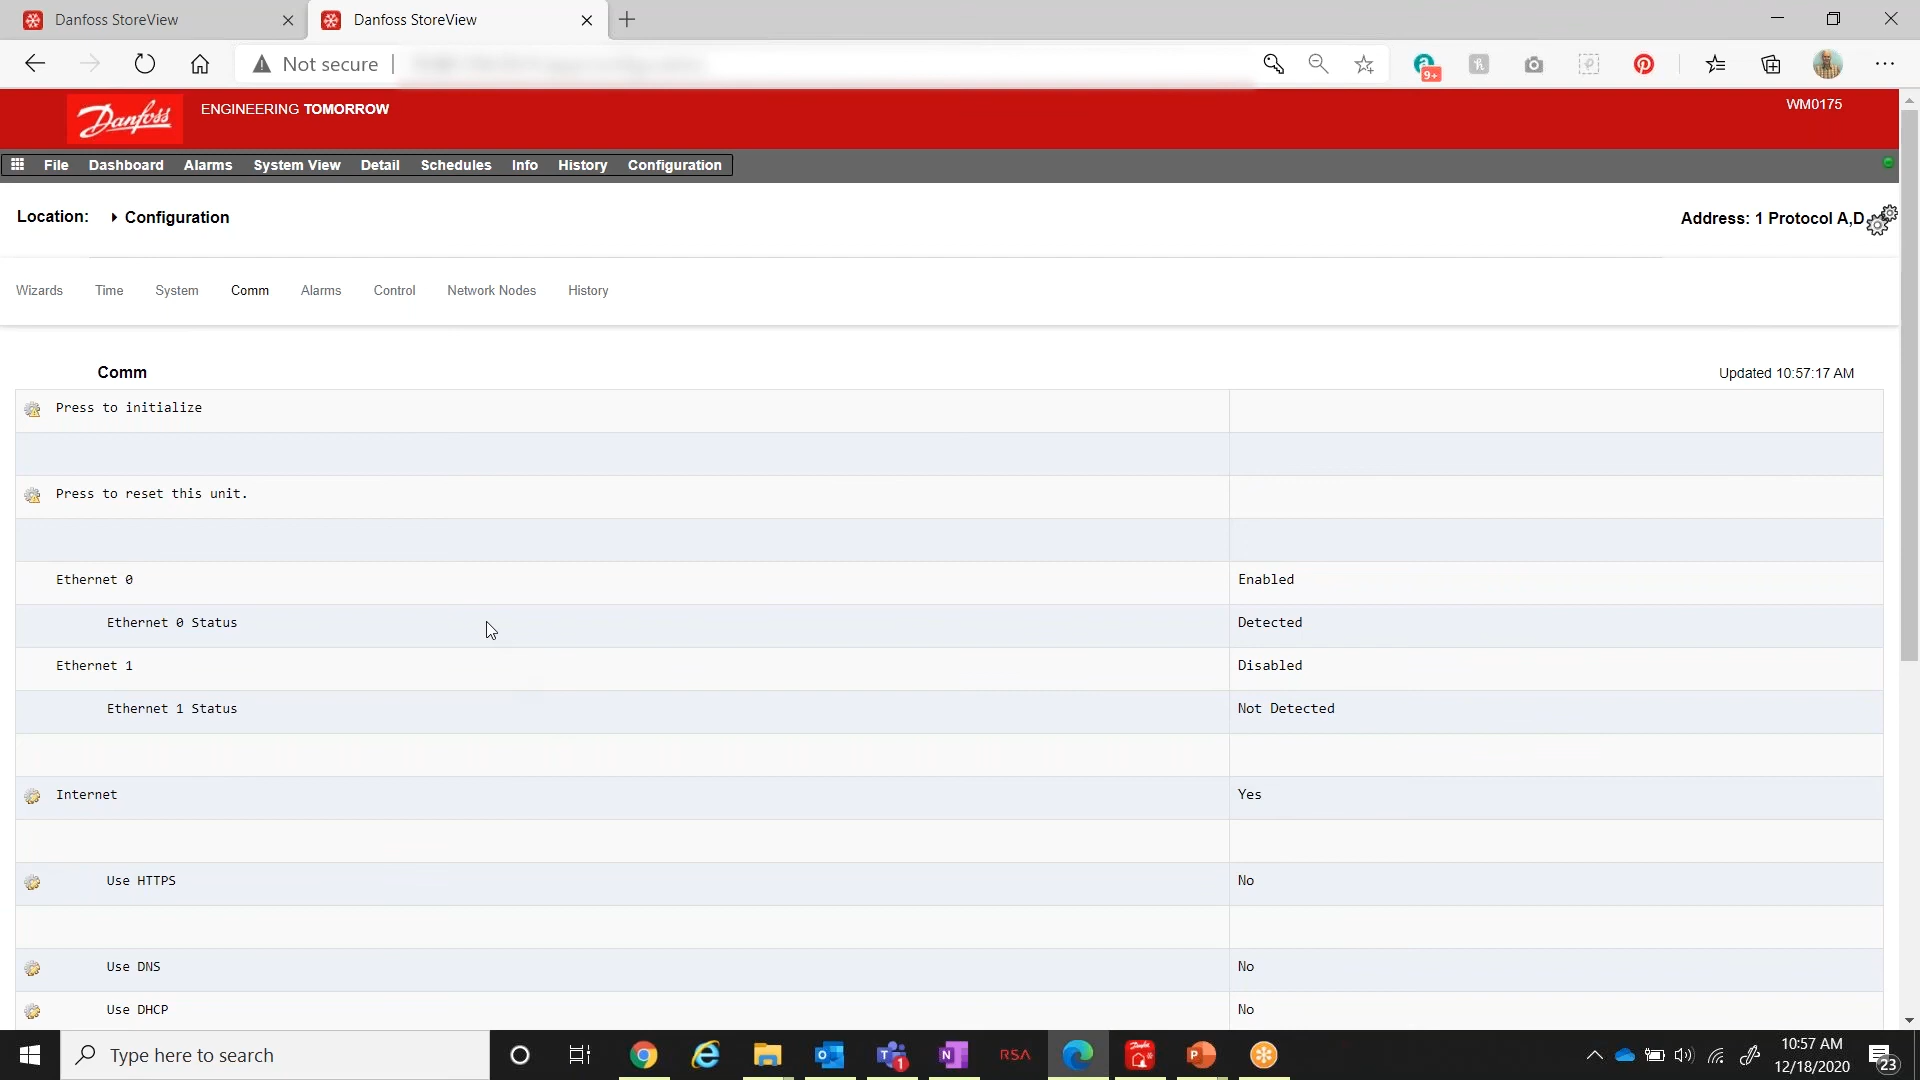 Danfoss StoreView
Danfoss StoreView
Not secure
9+
Danfoss
ENGINEERING TOMORROW
WM0175
File Dashboard Alarms System View Detail Schedules Info History Configuration
Location: Configuration
Address: 1 Protocol A,D
Wizards Time System Comm Alarms Control Network Nodes History
Comm
Updated 10:57:17 AM
Press to initialize
Press to reset this unit.
Ethernet 0 Enabled
Ethernet 0 Status Detected
Ethernet 1 Disabled
Ethernet 1 Status Not Detected
Internet Yes
Use HTTPS No
Use DNS No
Use DHCP No
Type here to search
RSA
1
10:57 AM
12/18/2020
23